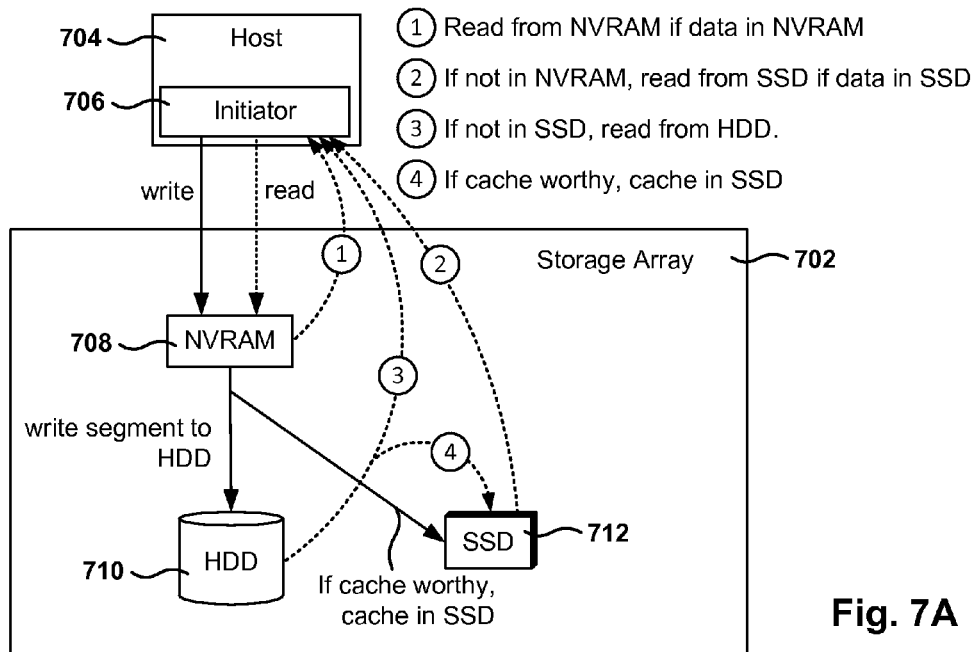 704
Host
706
Initiator
① Read from NVRAM if data in NVRAM
② If not in NVRAM, read from SSD if data in SSD
③ If not in SSD, read from HDD.
④ If cache worthy, cache in SSD
write
read
Storage Array
702
①
②
708
NVRAM
③
write segment to
HDD
④
710
HDD
SSD
712
If cache worthy,
cache in SSD
Fig. 7A